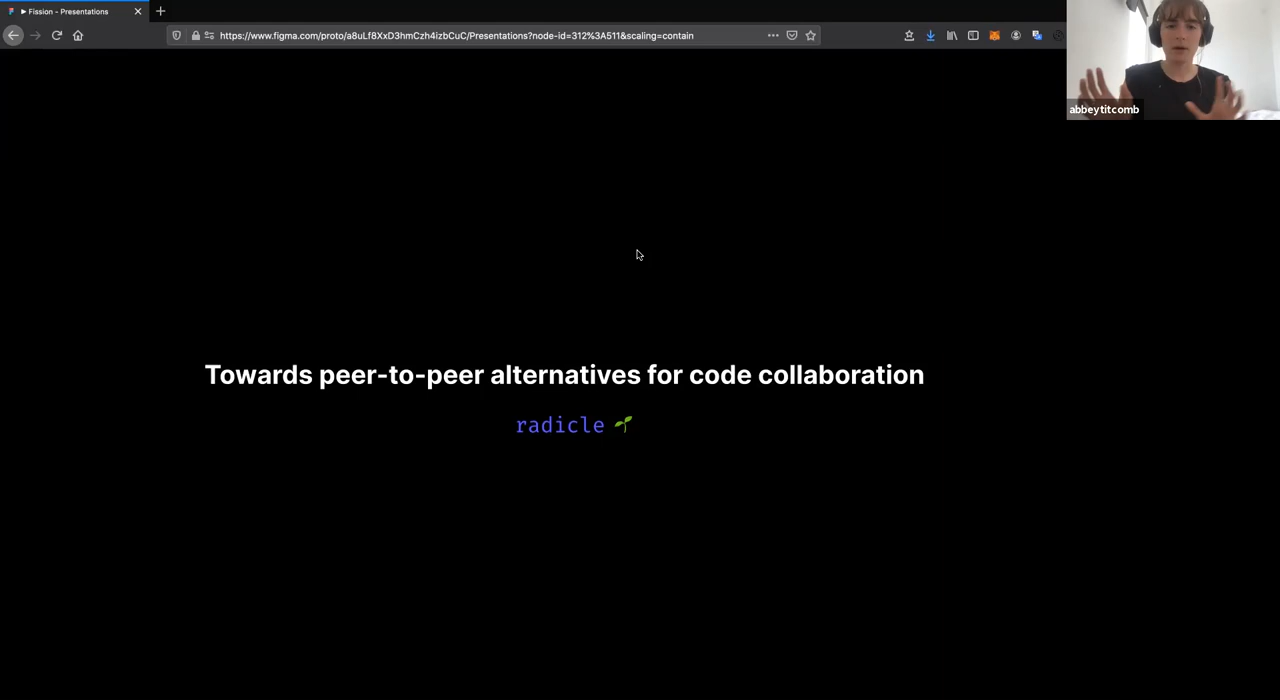 Fission - Presentations
https://www.figma.com/proto/a8uLf8XxD3hmCzh4izbCuC/Presentations?node-id=312%3A511&scaling=contain
abbeytitcomb
Towards peer-to-peer alternatives for code collaboration
radicle